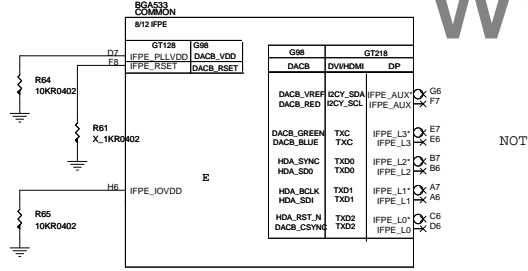 BGA533
COMMON
8/12 IFPE
W
GT128 G98
D7 IFPE_PLLVDD DACB_VDD
F8 IFPE_RSET DACB_RSET
R64
10KR0402
R61
X_1KR0402
H6 IFPE_IOVDD
R65
10KR0402
E
G98 GT218
DACB DVI/HDMI DP
DACB_VREF I2CY_SDA IFPE_AUX* G6
DACB_RED I2CY_SCL IFPE_AUX F7
DACB_GREEN TXC IFPE_L3* E7
DACB_BLUE TXC IFPE_L3 E6
HDA_SYNC TXD0 IFPE_L2* B7
HDA_SD0 TXD0 IFPE_L2 B6
HDA_BCLK TXD1 IFPE_L1* A7
HDA_SDI TXD1 IFPE_L1 A6
HDA_RST_N TXD2 IFPE_L0* C6
DACB_CSYNC TXD2 IFPE_L0 D6
NOT